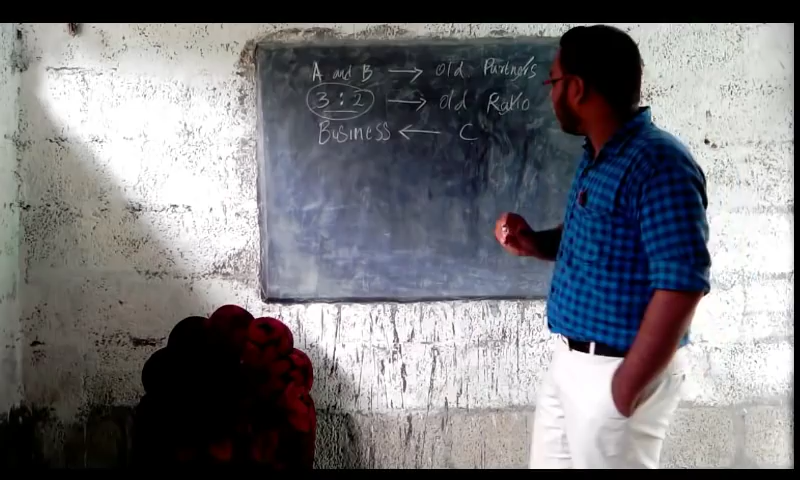 A and B → old Partners
3 : 2 → old Ratio
Business ← C